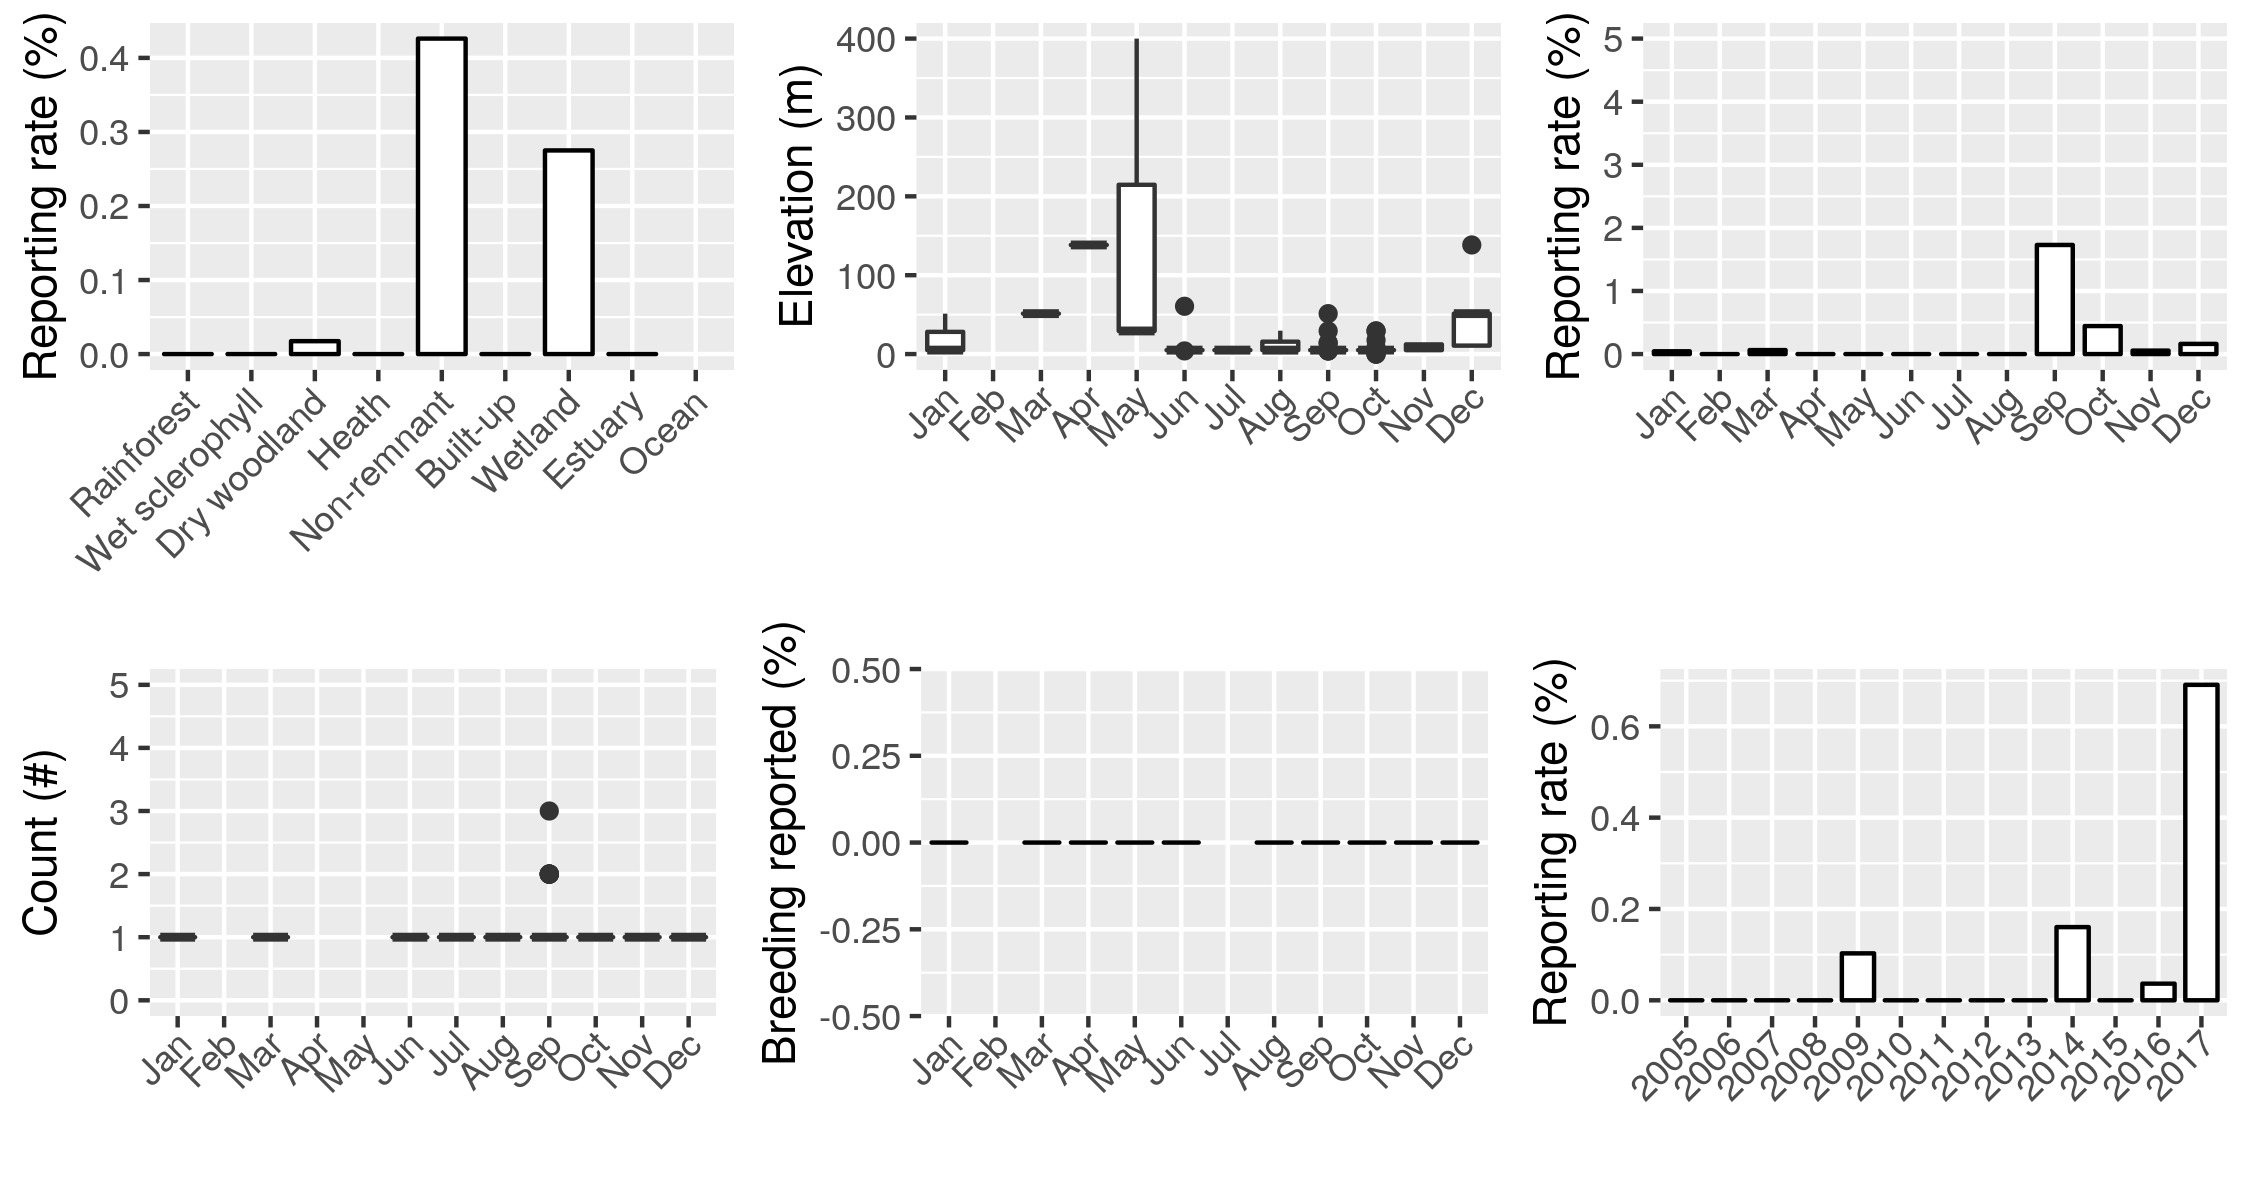 Reporting rate (%)
0.4
0.3
0.2
0.1
0.0
Rainforest
Wet sclerophyll
Dry woodland
Heath
Non-remnant
Built-up
Wetland
Estuary
Ocean
Elevation (m)
400
300
200
100
0
Jan
Feb
Mar
Apr
May
Jun
Jul
Aug
Sep
Oct
Nov
Dec
Reporting rate (%)
5
4
3
2
1
0
Jan
Feb
Mar
Apr
May
Jun
Jul
Aug
Sep
Oct
Nov
Dec
Count (#)
5
4
3
2
1
0
Jan
Feb
Mar
Apr
May
Jun
Jul
Aug
Sep
Oct
Nov
Dec
Breeding reported (%)
0.50
0.25
0.00
-0.25
-0.50
Jan
Feb
Mar
Apr
May
Jun
Jul
Aug
Sep
Oct
Nov
Dec
Reporting rate (%)
0.6
0.4
0.2
0.0
2005
2006
2007
2008
2009
2010
2011
2012
2013
2014
2015
2016
2017